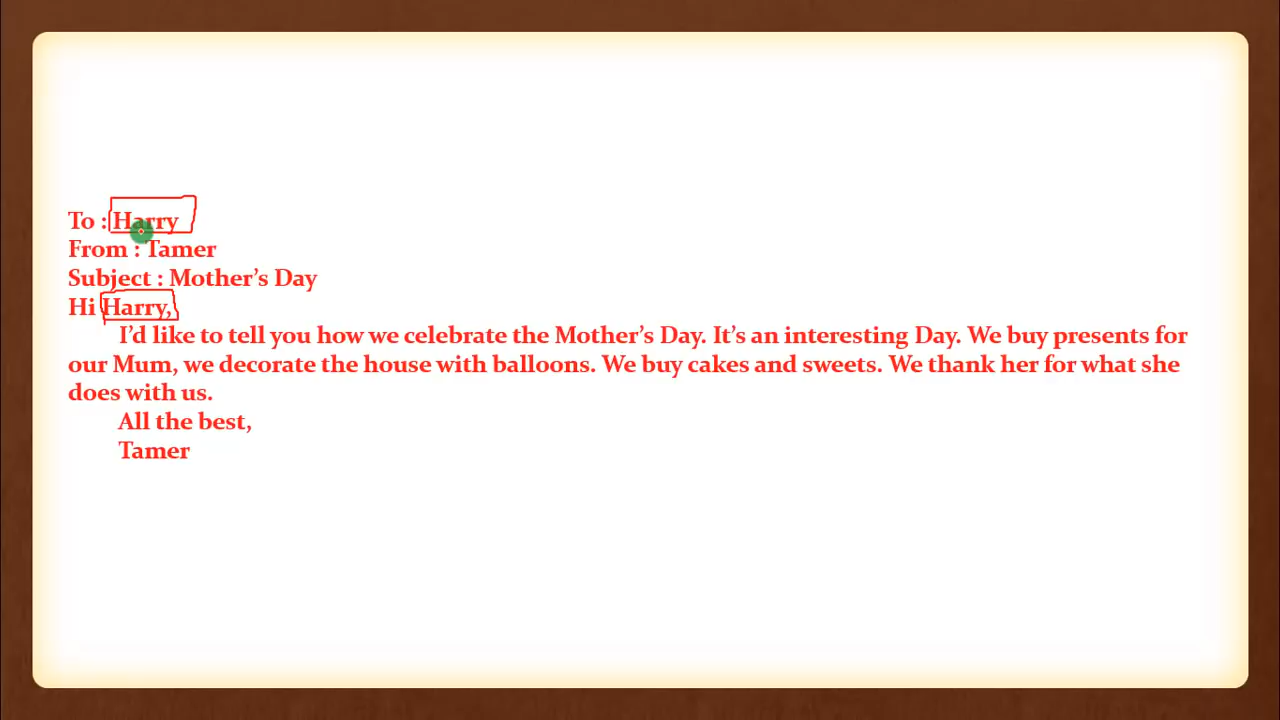 To : Harry
From : Tamer
Subject : Mother’s Day
Hi Harry,
I’d like to tell you how we celebrate the Mother’s Day. It’s an interesting Day. We buy presents for
our Mum, we decorate the house with balloons. We buy cakes and sweets. We thank her for what she
does with us.
All the best,
Tamer